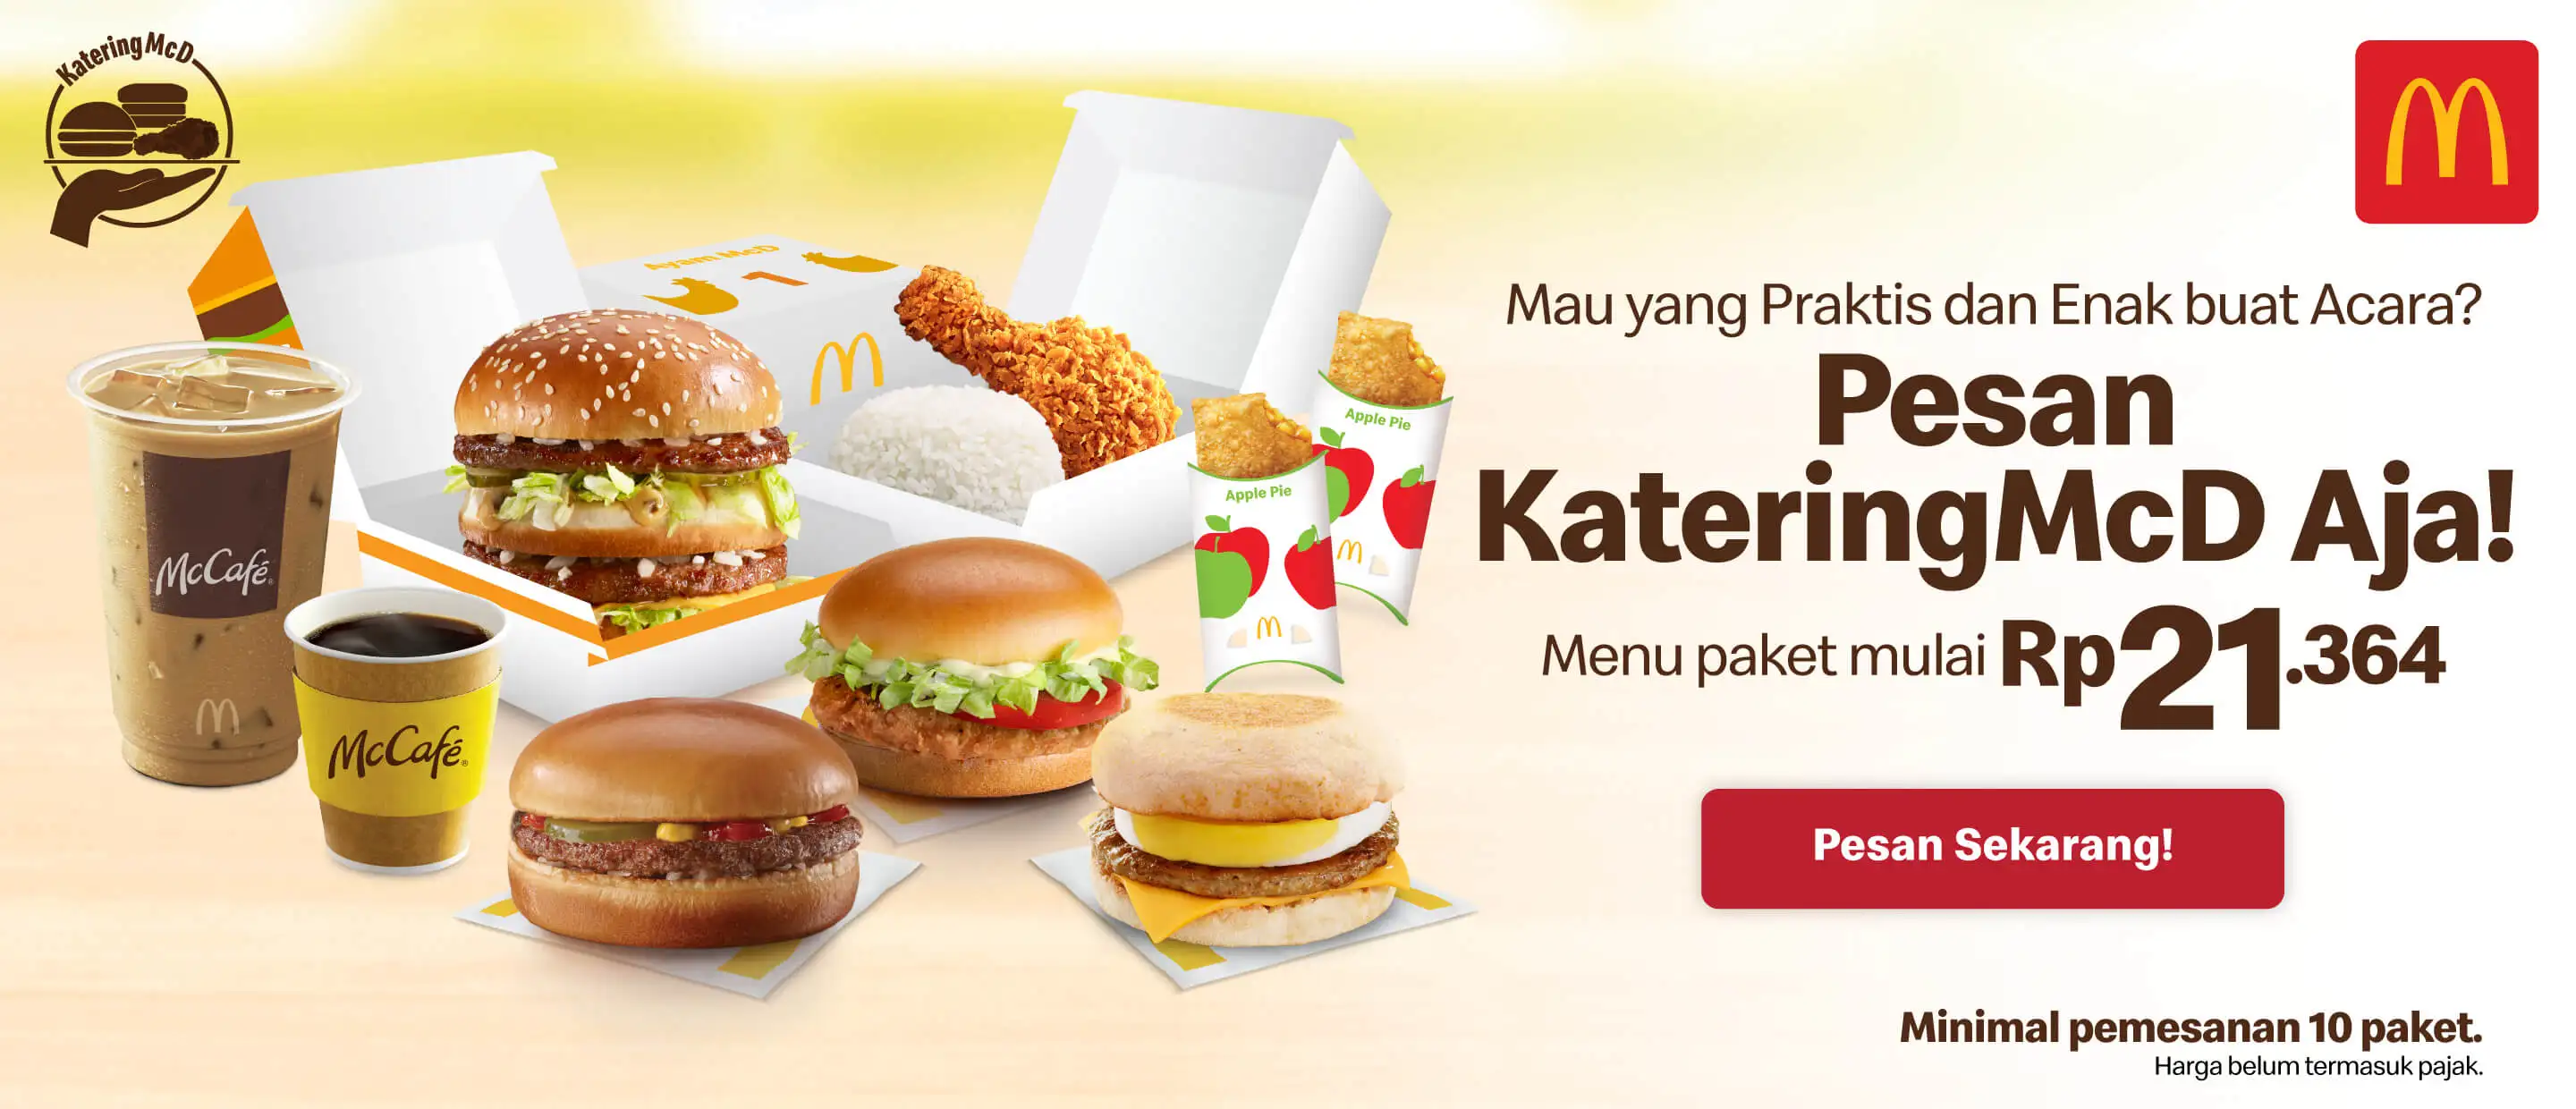 KateringMcD
Ayam McD
1
McCafé®
McCafé®
Apple Pie
Apple Pie
Mau yang Praktis dan Enak buat Acara?
Pesan
KateringMcD Aja!
Menu paket mulai Rp21.364
Pesan Sekarang!
Minimal pemesanan 10 paket.
Harga belum termasuk pajak.